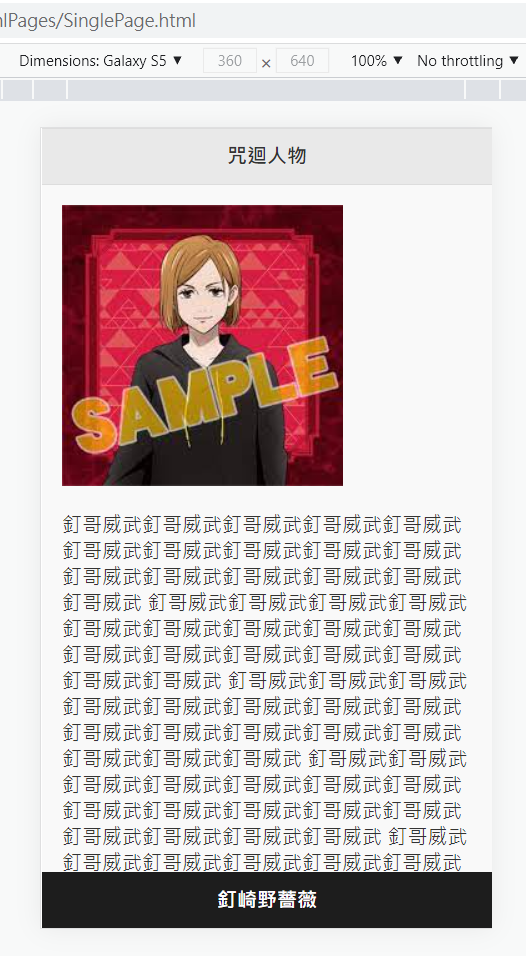 nlPages/SinglePage.html
Dimensions: Galaxy S5 ▼ 360 × 640 100% ▼ No throttling ▼
咒迴人物
SAMPLE
釘哥威武釘哥威武釘哥威武釘哥威武釘哥威武
釘哥威武釘哥威武釘哥威武釘哥威武釘哥威武
釘哥威武釘哥威武釘哥威武釘哥威武釘哥威武
釘哥威武 釘哥威武釘哥威武釘哥威武釘哥威武
釘哥威武釘哥威武釘哥威武釘哥威武釘哥威武
釘哥威武釘哥威武釘哥威武釘哥威武釘哥威武
釘哥威武釘哥威武 釘哥威武釘哥威武釘哥威武
釘哥威武釘哥威武釘哥威武釘哥威武釘哥威武
釘哥威武釘哥威武釘哥威武釘哥威武釘哥威武
釘哥威武釘哥威武釘哥威武 釘哥威武釘哥威武
釘哥威武釘哥威武釘哥威武釘哥威武釘哥威武
釘哥威武釘哥威武釘哥威武釘哥威武釘哥威武
釘哥威武釘哥威武釘哥威武釘哥威武 釘哥威武
釘哥威武釘哥威武釘哥威武釘哥威武釘哥威武
釘崎野薔薇